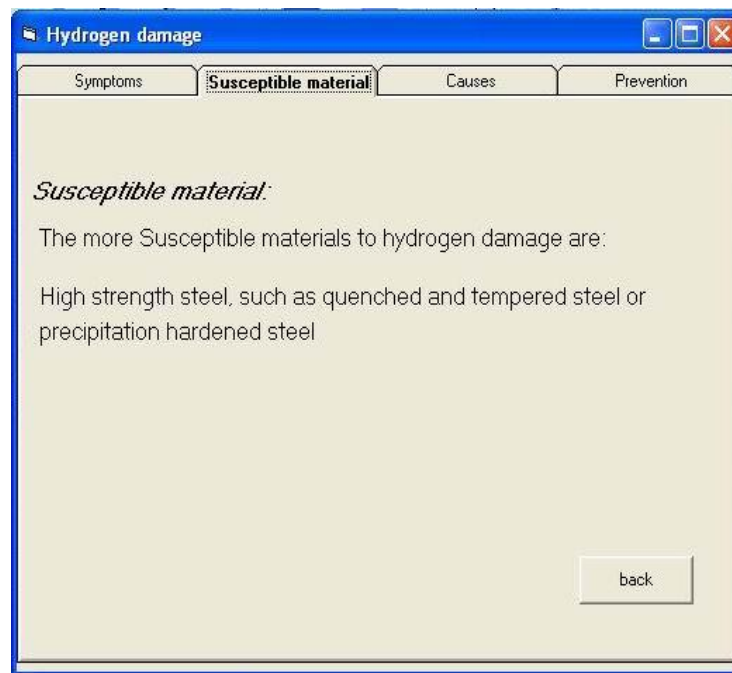 Hydrogen damage
Symptoms Susceptible material Causes Prevention
Susceptible material:
The more Susceptible materials to hydrogen damage are:
High strength steel, such as quenched and tempered steel or
precipitation hardened steel
back